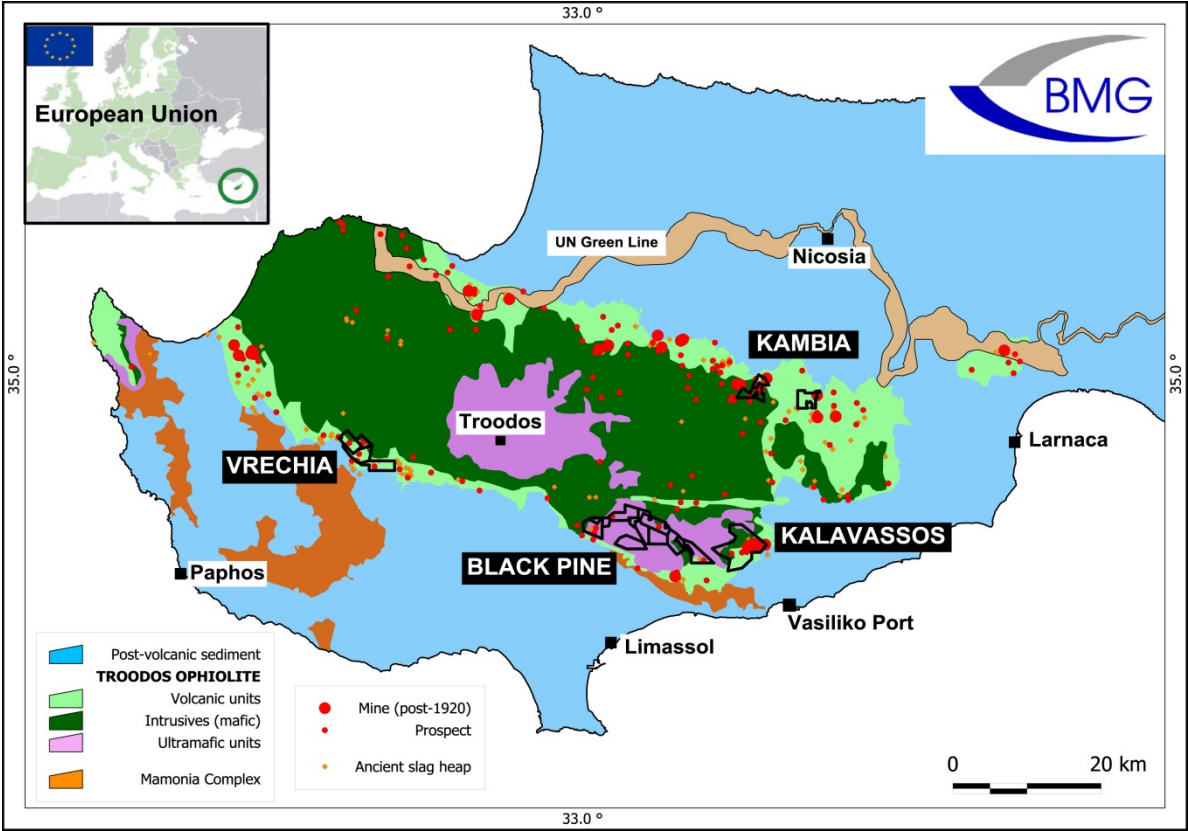 33.0 °
European Union
BMG
UN Green Line
Nicosia
KAMBIA
35.0 °
35.0 °
Troodos
Larnaca
VRECHIA
KALAVASSOS
BLACK PINE
Paphos
Vasiliko Port
Limassol
Post-volcanic sediment
TROODOS OPHIOLITE
Volcanic units
Intrusives (mafic)
Ultramafic units
Mamonia Complex
Mine (post-1920)
Prospect
Ancient slag heap
0 20 km
33.0 °